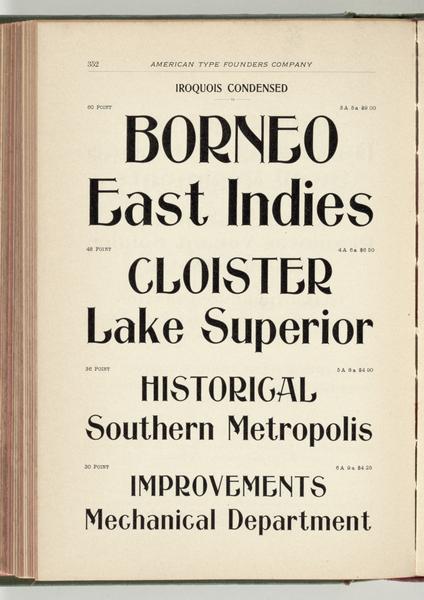 352 AMERICAN TYPE FOUNDERS COMPANY
IROQUOIS CONDENSED
60 POINT 3 A 5 a $9 00
BORNEO
East Indies
48 POINT 4 A 6 a $6 50
CLOISTER
Lake Superior
36 POINT 5 A 8 a $4 90
HISTORICAL
Southern Metropolis
30 POINT 6 A 9 a $4 25
IMPROVEMENTS
Mechanical Department